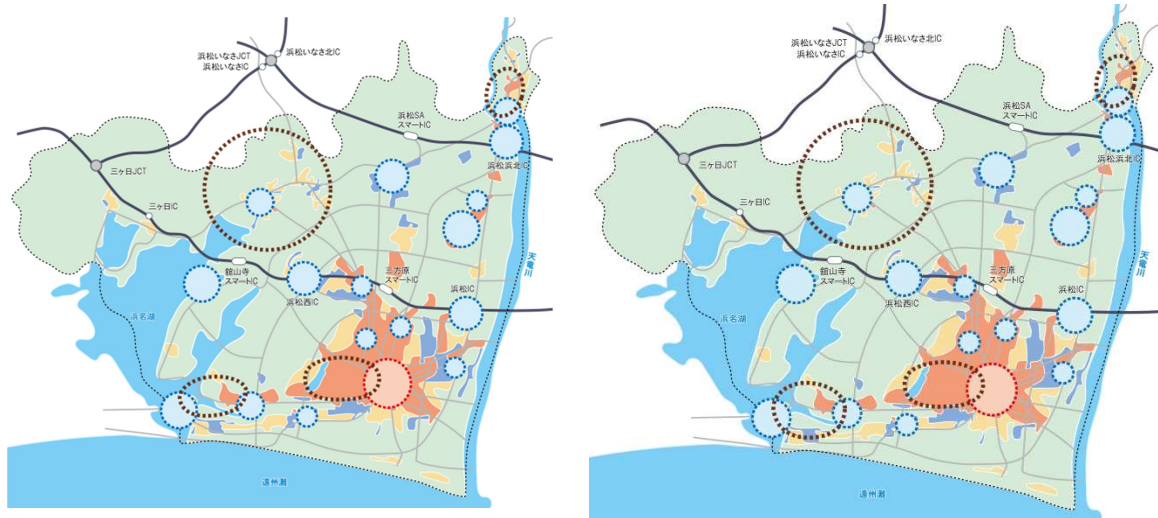 浜松いなさ北IC
浜松いなさJCT
浜松いなさIC
浜松SA
スマートIC
浜松浜北IC
三ヶ日JCT
三ヶ日IC
舘山寺
スマートIC
浜松西IC
三方原
スマートIC
浜松IC
天竜川
浜名湖
遠州灘
浜松いなさ北IC
浜松いなさJCT
浜松いなさIC
浜松SA
スマートIC
浜松浜北IC
三ヶ日JCT
三ヶ日IC
舘山寺
スマートIC
浜松西IC
三方原
スマートIC
浜松IC
天竜川
浜名湖
遠州灘